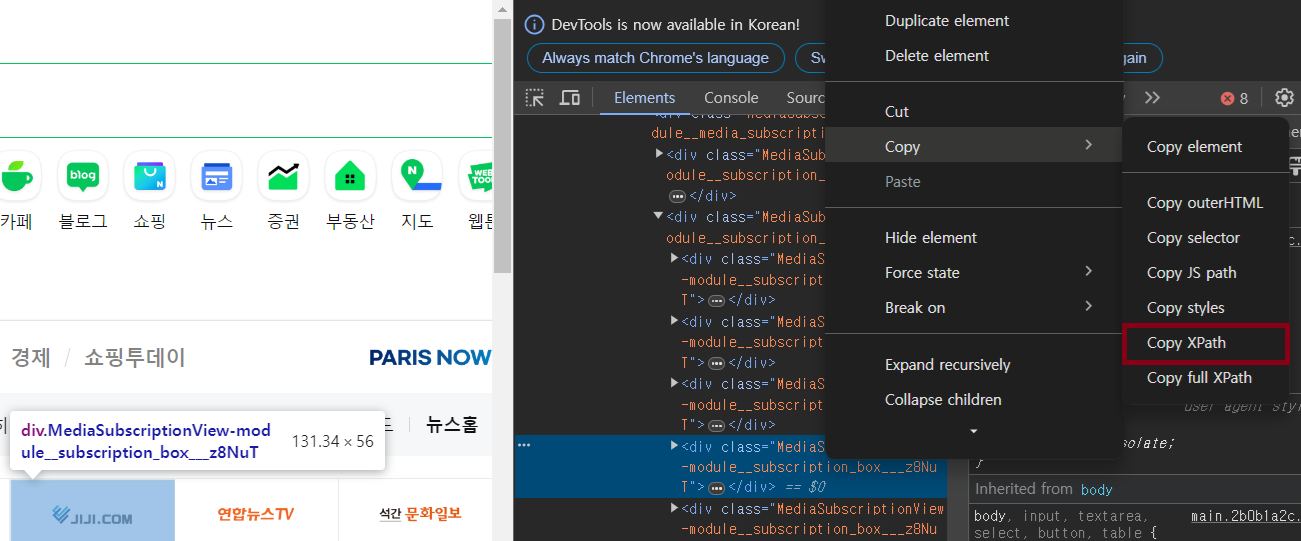 DevTools is now available in Korean!
Always match Chrome's language
Sw
ain
Elements
Console
Sourc
8
dule__media_subscription
<div class="MediaSub
odule__subscription_
</div>
<div class="MediaSub
odule__subscription_
<div class="MediaS
-module__subscript
T"> </div>
<div class="MediaS
-module__subscript
T"> </div>
<div class="MediaS
-module__subscript
T"> </div>
<div class="MediaS
-module__subscription_box___z8Nu
T"> </div> == $0
<div class="MediaSubscriptionView
-module__subscription_box___z8Nu
Duplicate element
Delete element
Cut
Copy
Paste
Hide element
Force state
Break on
Expand recursively
Collapse children
Copy element
Copy outerHTML
Copy selector
Copy JS path
Copy styles
Copy XPath
Copy full XPath
user agent sty
solate;
}
Inherited from body
body, input, textarea,
select, button, table {
main.2b0b1a2c.
카페
블로그
쇼핑
뉴스
증권
부동산
지도
웹툰
blog
N
N
WEB
TOON
경제 / 쇼핑투데이
PARIS NOW
뉴스홈
div.MediaSubscriptionView-mod
ule__subscription_box___z8NuT
131.34 × 56
JIJI.COM
연합뉴스TV
석간 문화일보